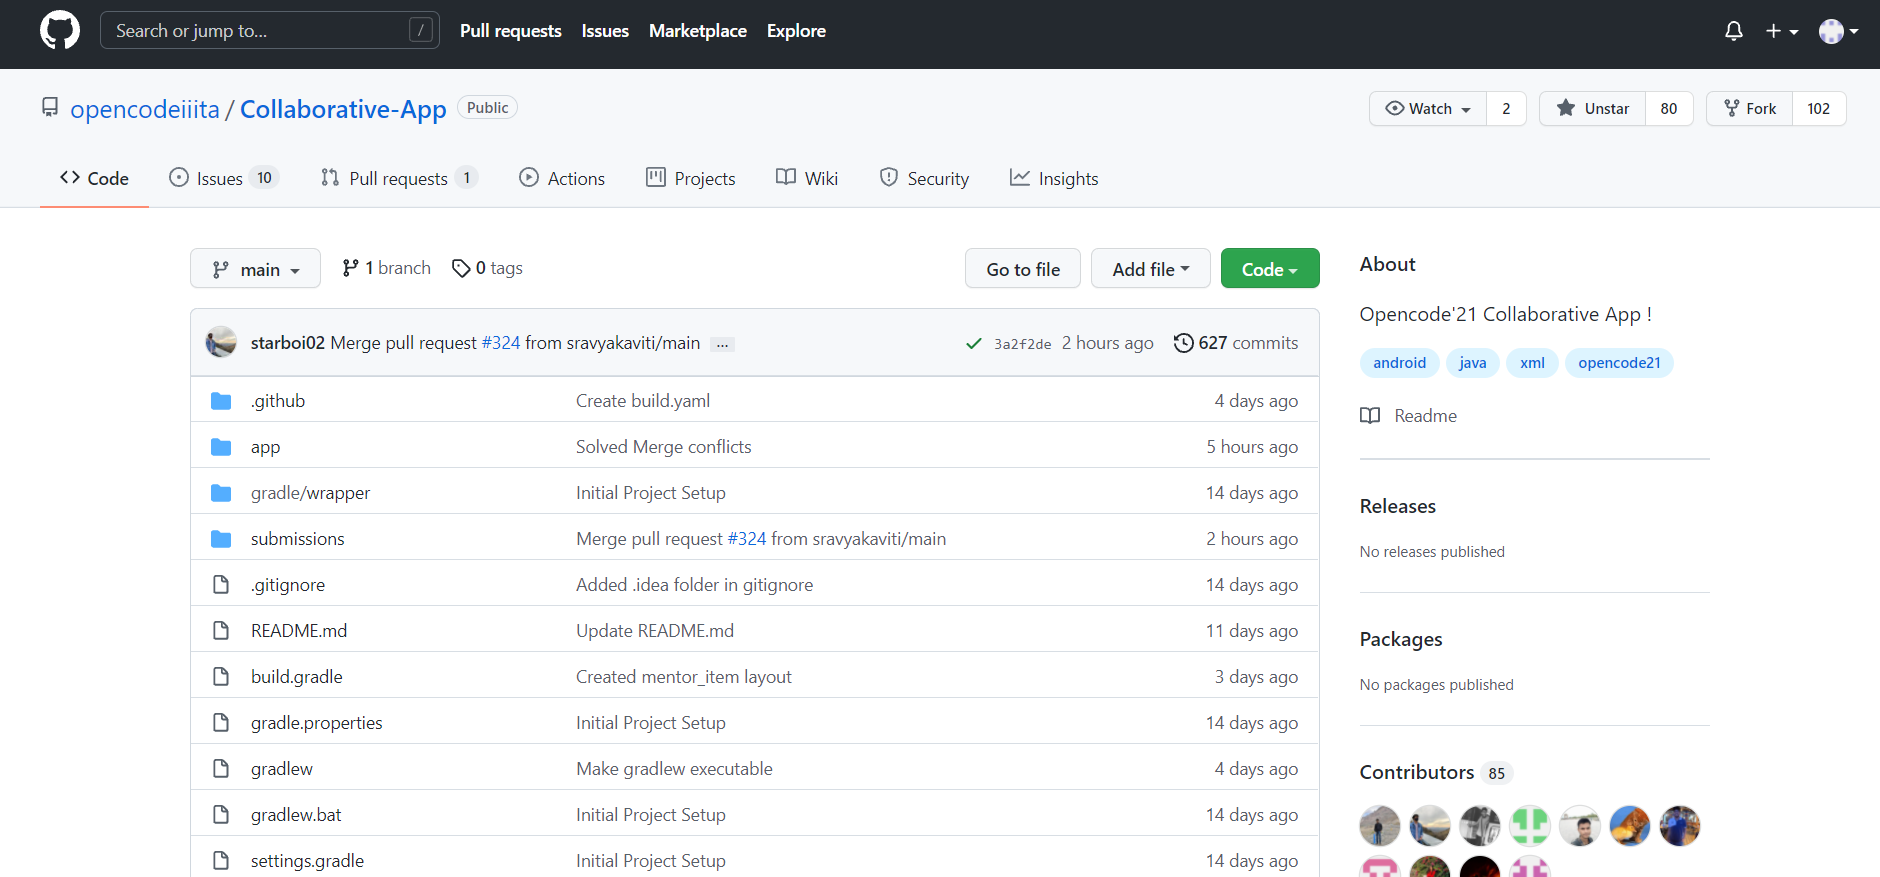 Search or jump to... /
Pull requests Issues Marketplace Explore
opencodeiiita / Collaborative-App Public
Watch 2 Unstar 80 Fork 102
Code Issues 10 Pull requests 1 Actions Projects Wiki Security Insights
main 1 branch 0 tags Go to file Add file Code
starboi02 Merge pull request #324 from sravyakaviti/main ... 3a2f2de 2 hours ago 627 commits
.github Create build.yaml 4 days ago
app Solved Merge conflicts 5 hours ago
gradle/wrapper Initial Project Setup 14 days ago
submissions Merge pull request #324 from sravyakaviti/main 2 hours ago
.gitignore Added .idea folder in gitignore 14 days ago
README.md Update README.md 11 days ago
build.gradle Created mentor_item layout 3 days ago
gradle.properties Initial Project Setup 14 days ago
gradlew Make gradlew executable 4 days ago
gradlew.bat Initial Project Setup 14 days ago
settings.gradle Initial Project Setup 14 days ago
About
Opencode'21 Collaborative App !
android java xml opencode21
Readme
Releases
No releases published
Packages
No packages published
Contributors 85